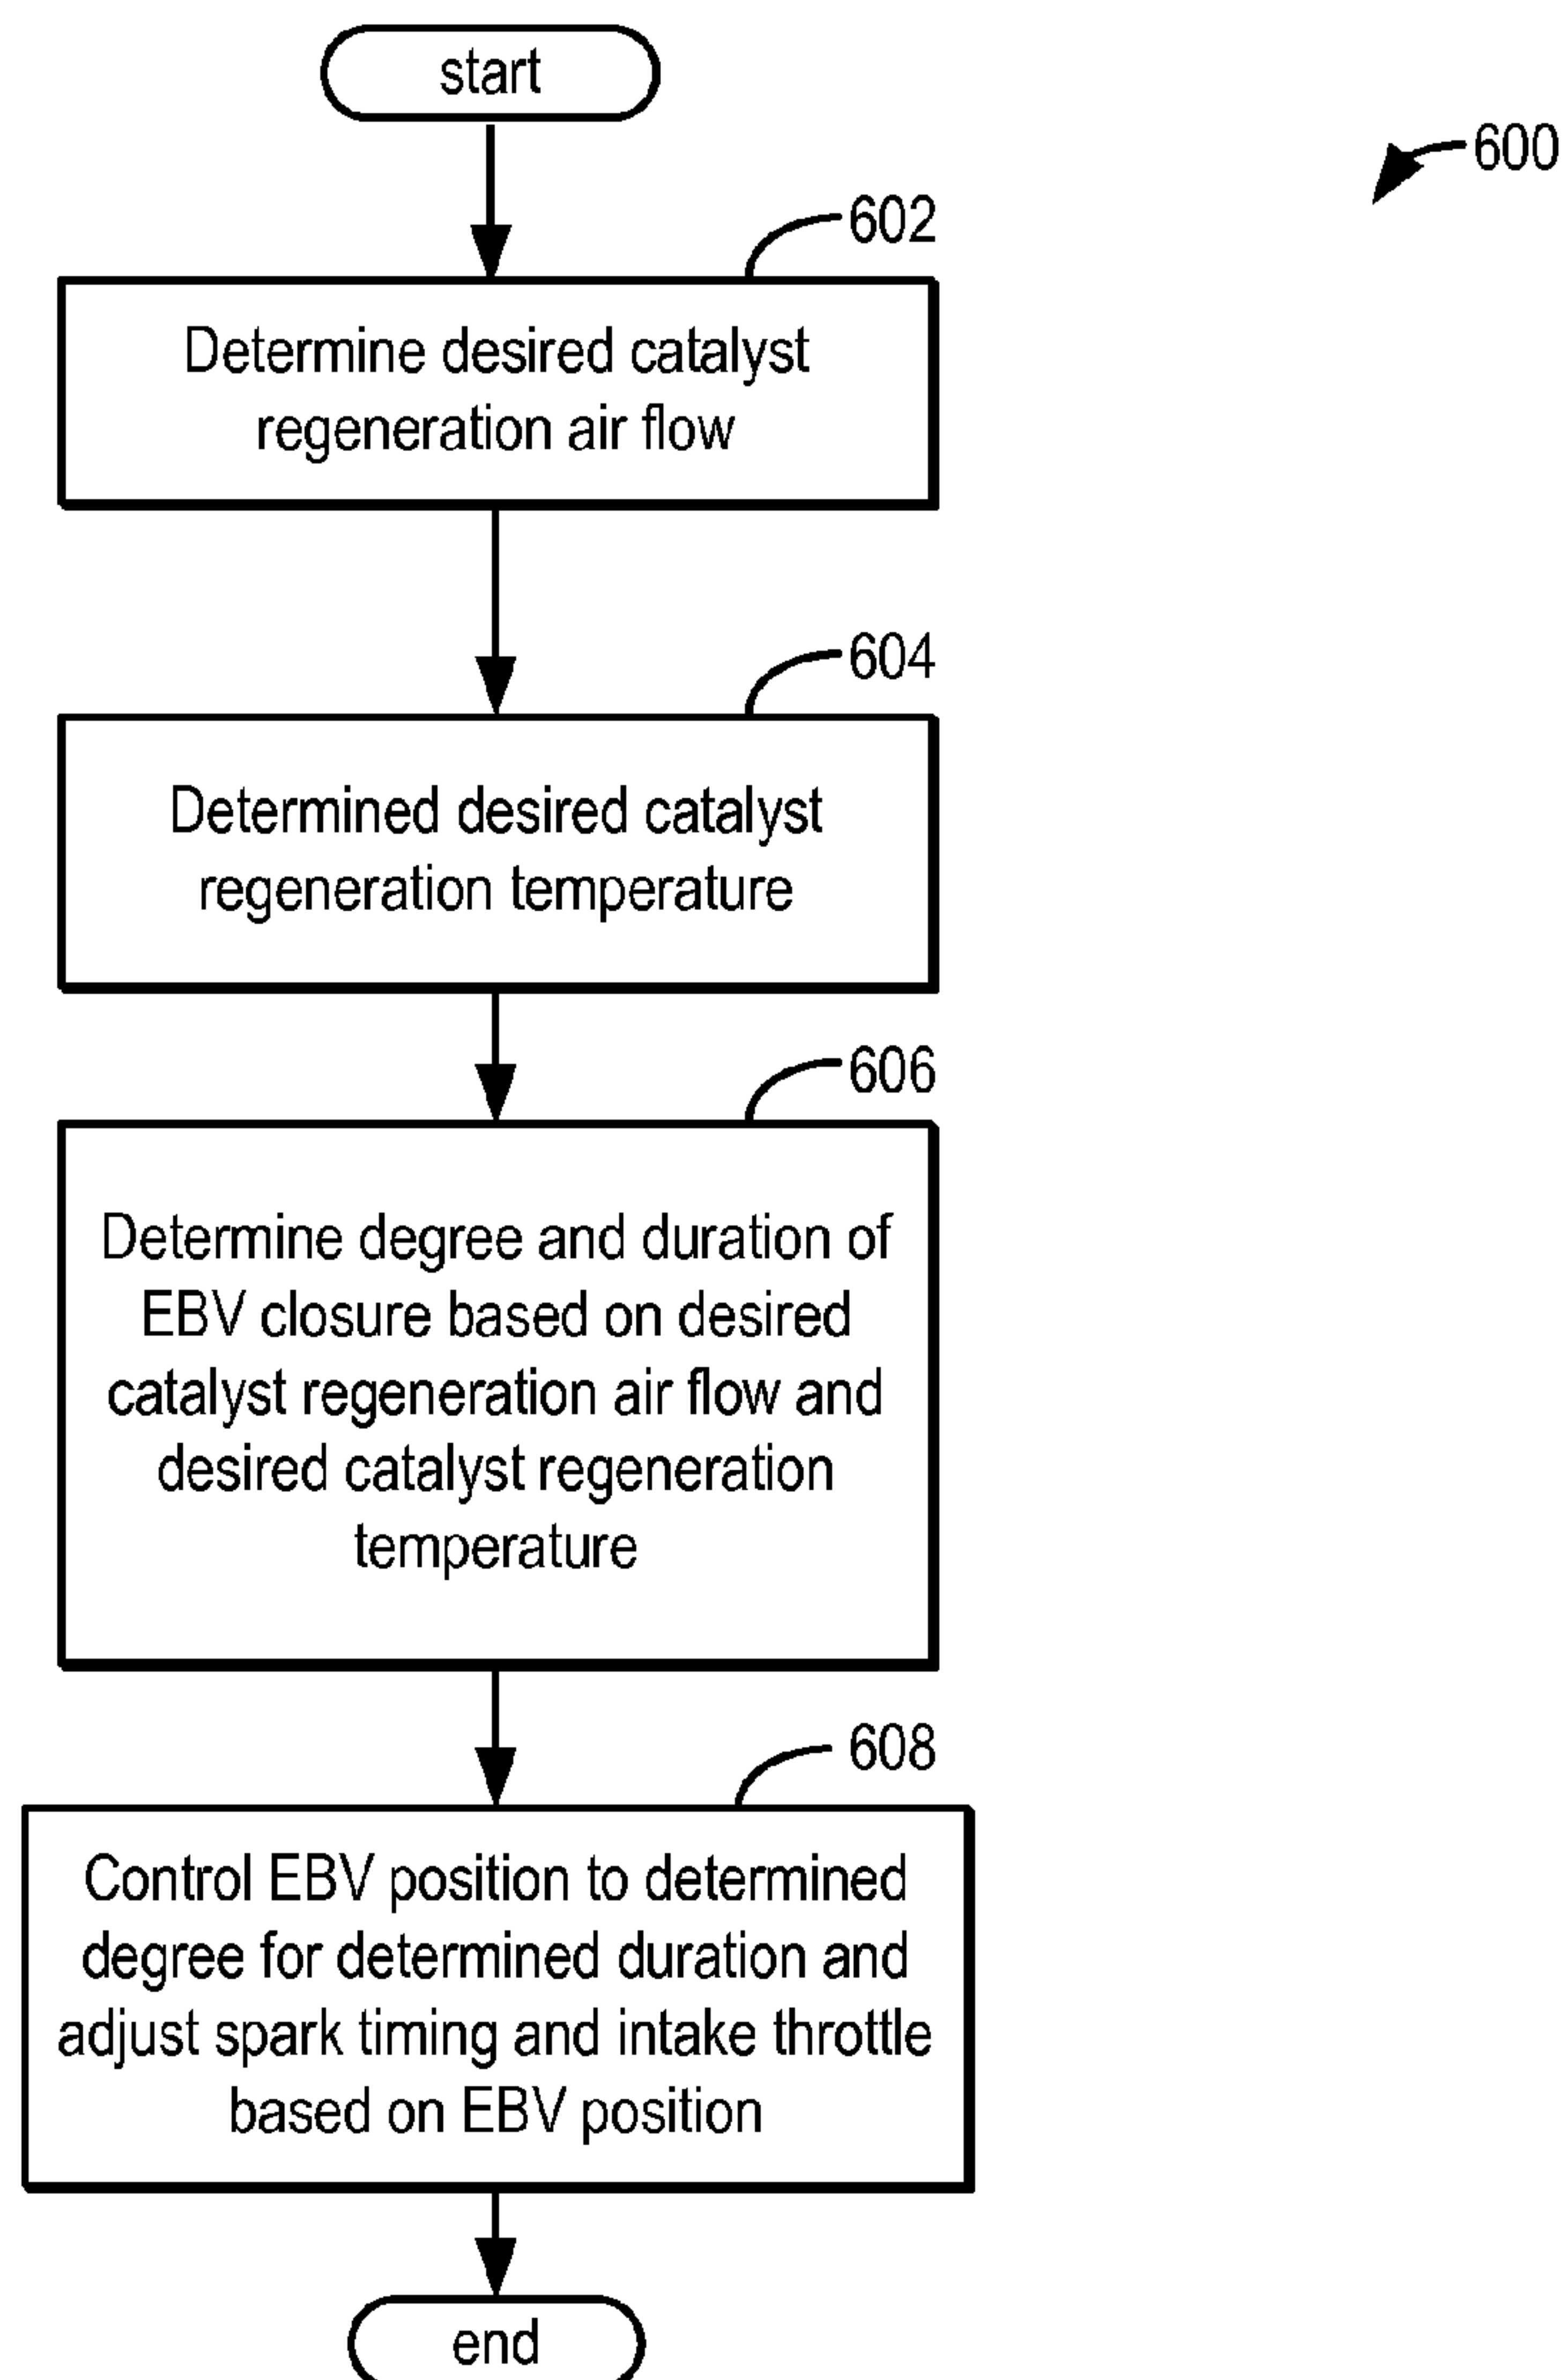 start
600
602
Determine desired catalyst
regeneration air flow
604
Determined desired catalyst
regeneration temperature
606
Determine degree and duration of
EBV closure based on desired
catalyst regeneration air flow and
desired catalyst regeneration
temperature
608
Control EBV position to determined
degree for determined duration and
adjust spark timing and intake throttle
based on EBV position
end